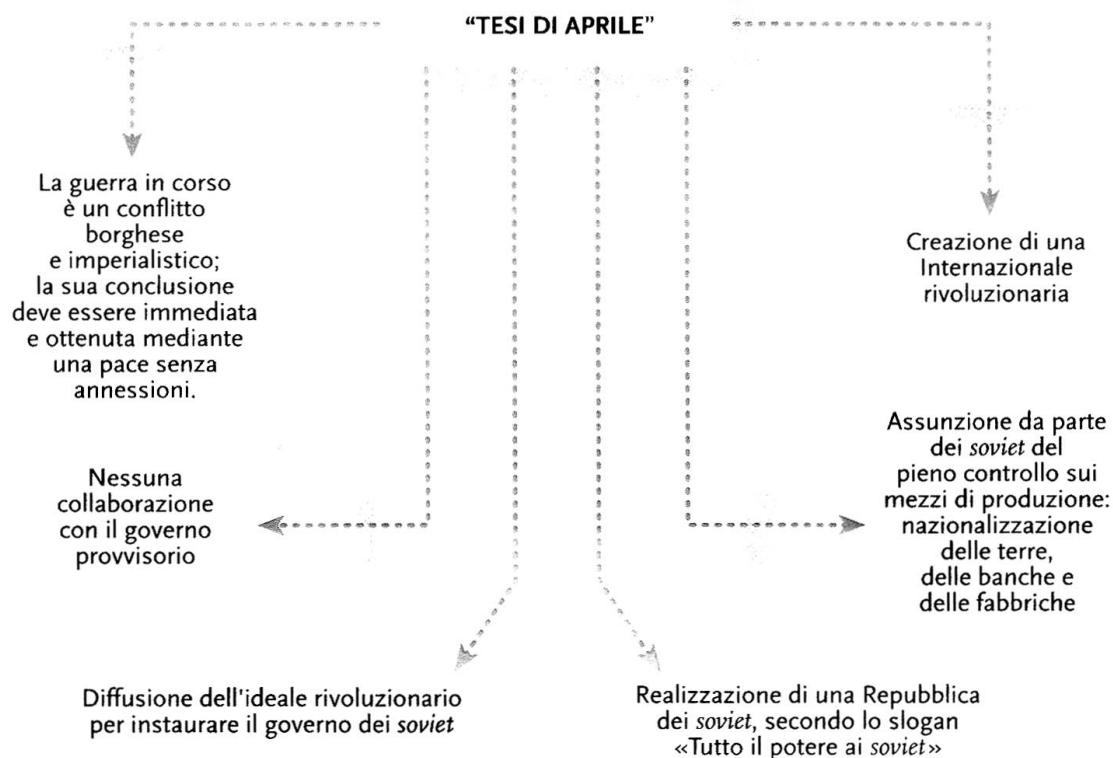 “TESI DI APRILE”
La guerra in corso
è un conflitto
borghese
e imperialistico;
la sua conclusione
deve essere immediata
e ottenuta mediante
una pace senza
annessioni.
Creazione di una
Internazionale
rivoluzionaria
Nessuna
collaborazione
con il governo
provvisorio
Assunzione da parte
dei soviet del
pieno controllo sui
mezzi di produzione:
nazionalizzazione
delle terre,
delle banche e
delle fabbriche
Diffusione dell'ideale rivoluzionario
per instaurare il governo dei soviet
Realizzazione di una Repubblica
dei soviet, secondo lo slogan
«Tutto il potere ai soviet»